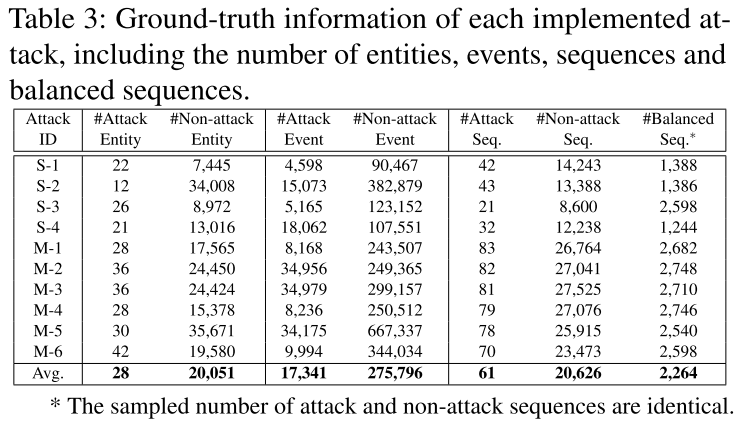 Table 3: Ground-truth information of each implemented at-
tack, including the number of entities, events, sequences and
balanced sequences.
Attack #Attack #Non-attack #Attack #Non-attack #Attack #Non-attack #Balanced
ID Entity Entity Event Event Seq. Seq. Seq.*
S-1 22 7,445 4,598 90,467 42 14,243 1,388
S-2 12 34,008 15,073 382,879 43 13,388 1,386
S-3 26 8,972 5,165 123,152 21 8,600 2,598
S-4 21 13,016 18,062 107,551 32 12,238 1,244
M-1 28 17,565 8,168 243,507 83 26,764 2,682
M-2 36 24,450 34,956 249,365 82 27,041 2,748
M-3 36 24,424 34,979 299,157 81 27,525 2,710
M-4 28 15,378 8,236 250,512 79 27,076 2,746
M-5 30 35,671 34,175 667,337 78 25,915 2,540
M-6 42 19,580 9,994 344,034 70 23,473 2,598
Avg. 28 20,051 17,341 275,796 61 20,626 2,264
* The sampled number of attack and non-attack sequences are identical.